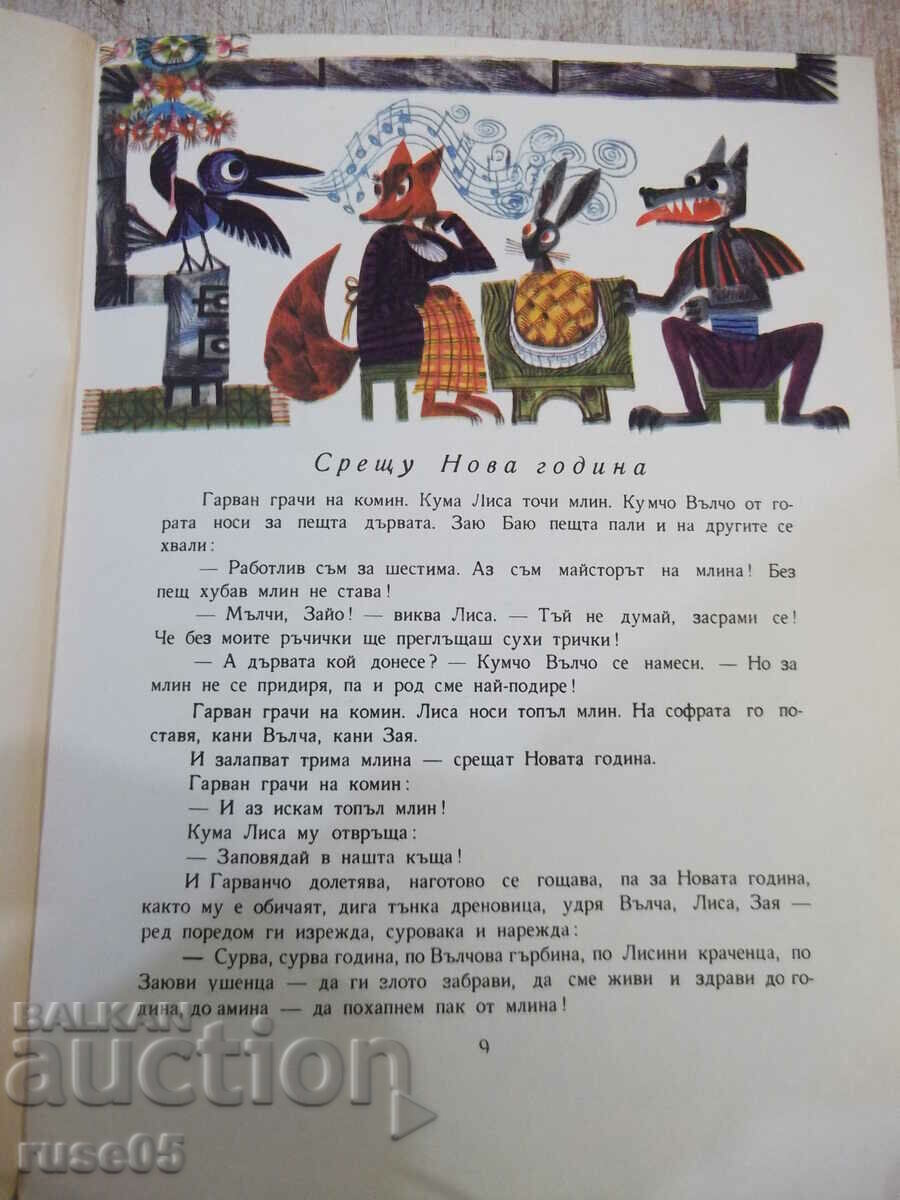 Срещу Нова година
Гарван грачи на комин. Кума Лиса точи млин. Кумчо Вълчо от го-
рата носи за пещта дървата. Заю Баю пещта пали и на другите се
хвали:
— Работлив съм за шестима. Аз съм майсторът на млина! Без
пещ хубав млин не става!
— Мълчи, Зайо! — виква Лиса. — Тъй не думай, засрами се!
Че без моите ръчички ще преглъщаш сухи трички!
— А дървата кой донесе? — Кумчо Вълчо се намеси. — Но за
млин не се придиря, па и род сме най-подире!
Гарван грачи на комин. Лиса носи топъл млин. На софрата го по-
ставя, кани Вълча, кани Зая.
И залапват трима млина — срещат Новата година.
Гарван грачи на комин:
— И аз искам топъл млин!
Кума Лиса му отвръща:
— Заповядай в нашта къща!
И Гарванчо долетява, наготово се гощава, па за Новата година,
както му е обичаят, дига тънка дреновица, удря Вълча, Лиса, Зая —
ред поредом ги изрежда, суровака и нарежда:
— Сурва, сурва година, по Вълчова гърбина, по Лисини краченца, по
Заюви ушенца — да ги злото забрави, да сме живи и здрави до го-
дина, до амина — да похапнем пак от млина!
9
BALKAN
auction
ruse05